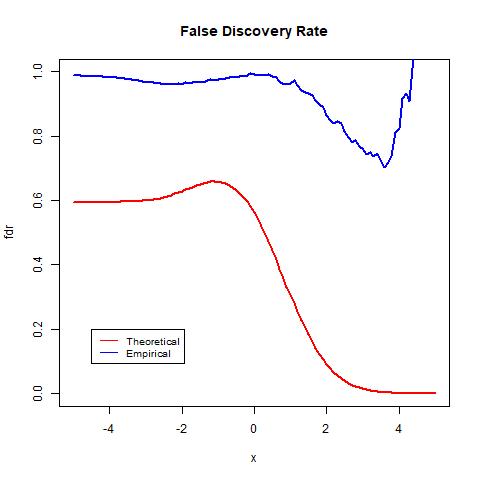 False Discovery Rate
fdr
1.0
0.8
0.6
0.4
0.2
0.0
Theoretical
Empirical
-4 -2 0 2 4
x